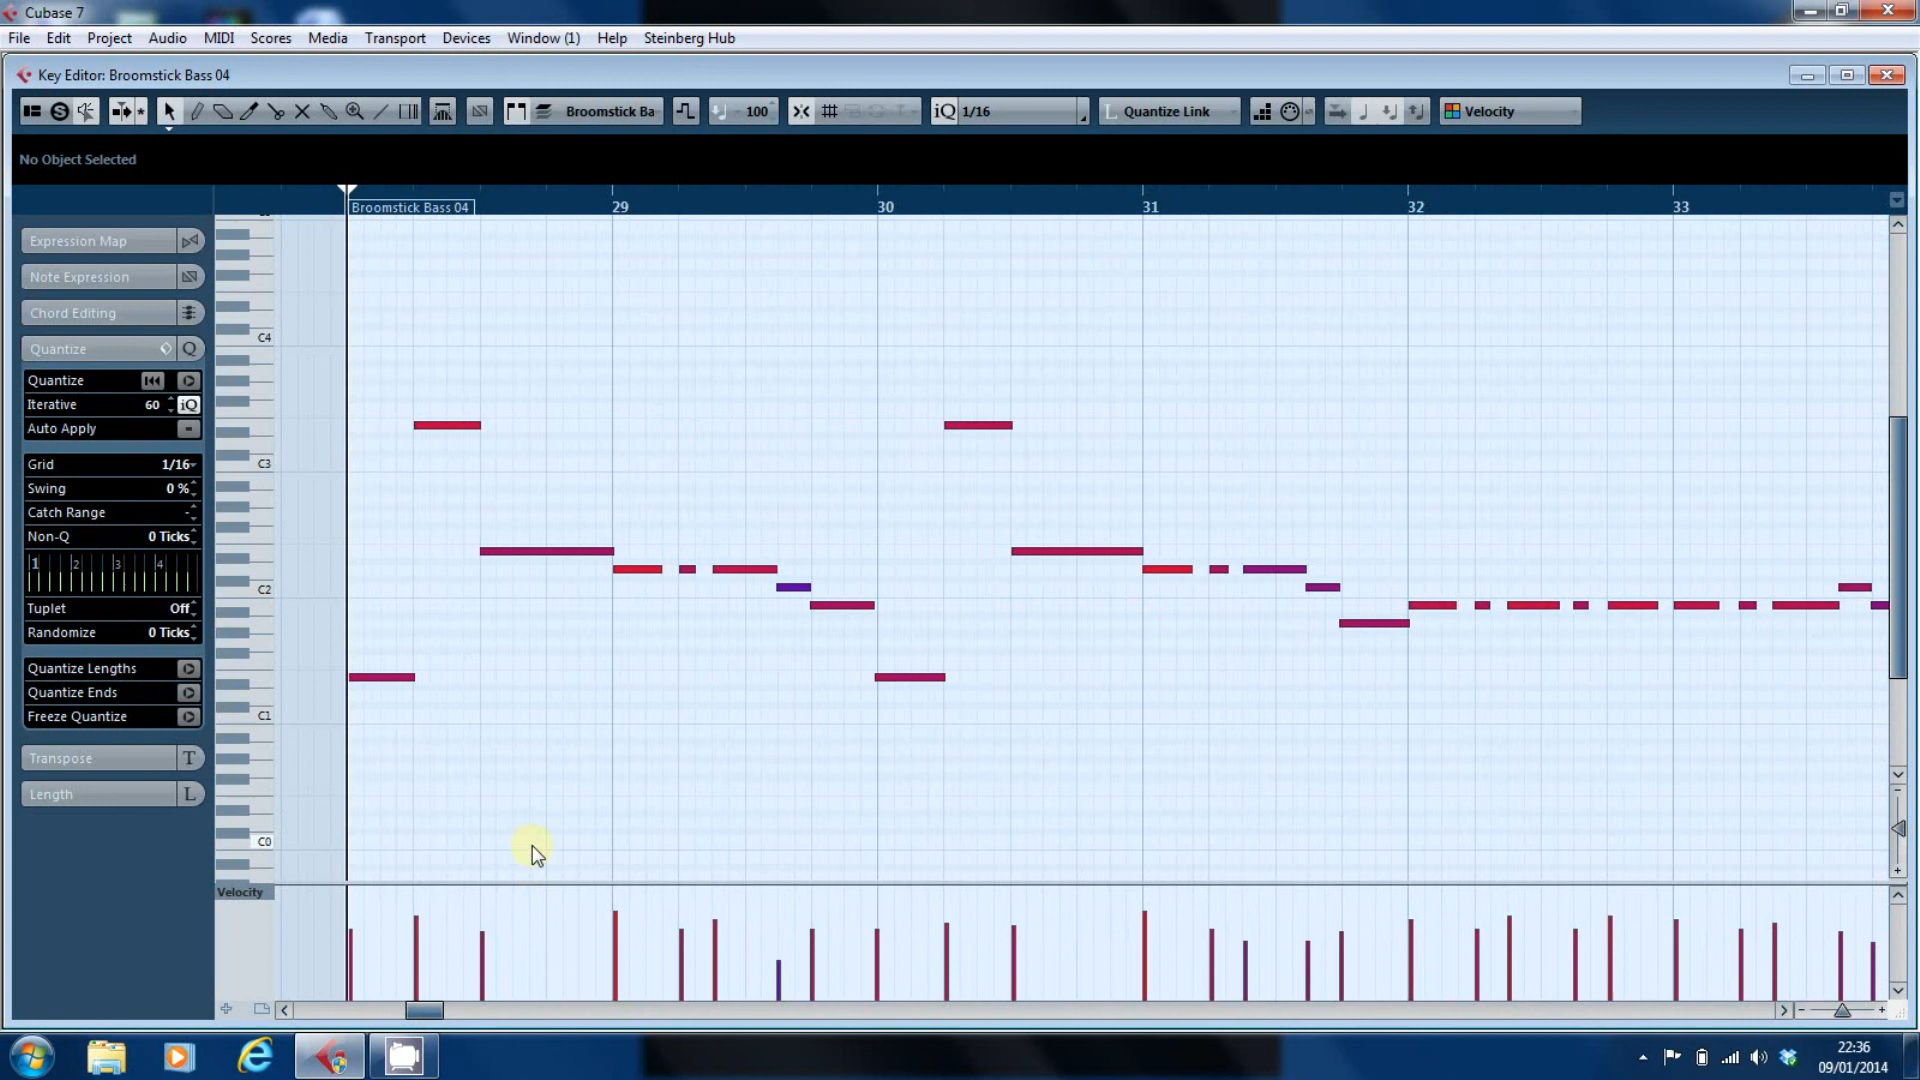 Cubase 7
File Edit Project Audio MIDI Scores Media Transport Devices Window (1) Help Steinberg Hub
Key Editor: Broomstick Bass 04
Broomstick Ba 100 iQ 1/16 L Quantize Link Velocity
No Object Selected
Broomstick Bass 04 29 30 31 32 33
Expression Map
Note Expression
Chord Editing
C4
Quantize Q
Quantize
Iterative 60 iQ
Auto Apply
C3
Grid 1/16
Swing 0 %
Catch Range -
Non-Q 0 Ticks
1 2 3 4
C2
Tuplet Off
Randomize 0 Ticks
Quantize Lengths
Quantize Ends
Freeze Quantize
C1
Transpose T
Length L
C0
Velocity
22:36
09/01/2014